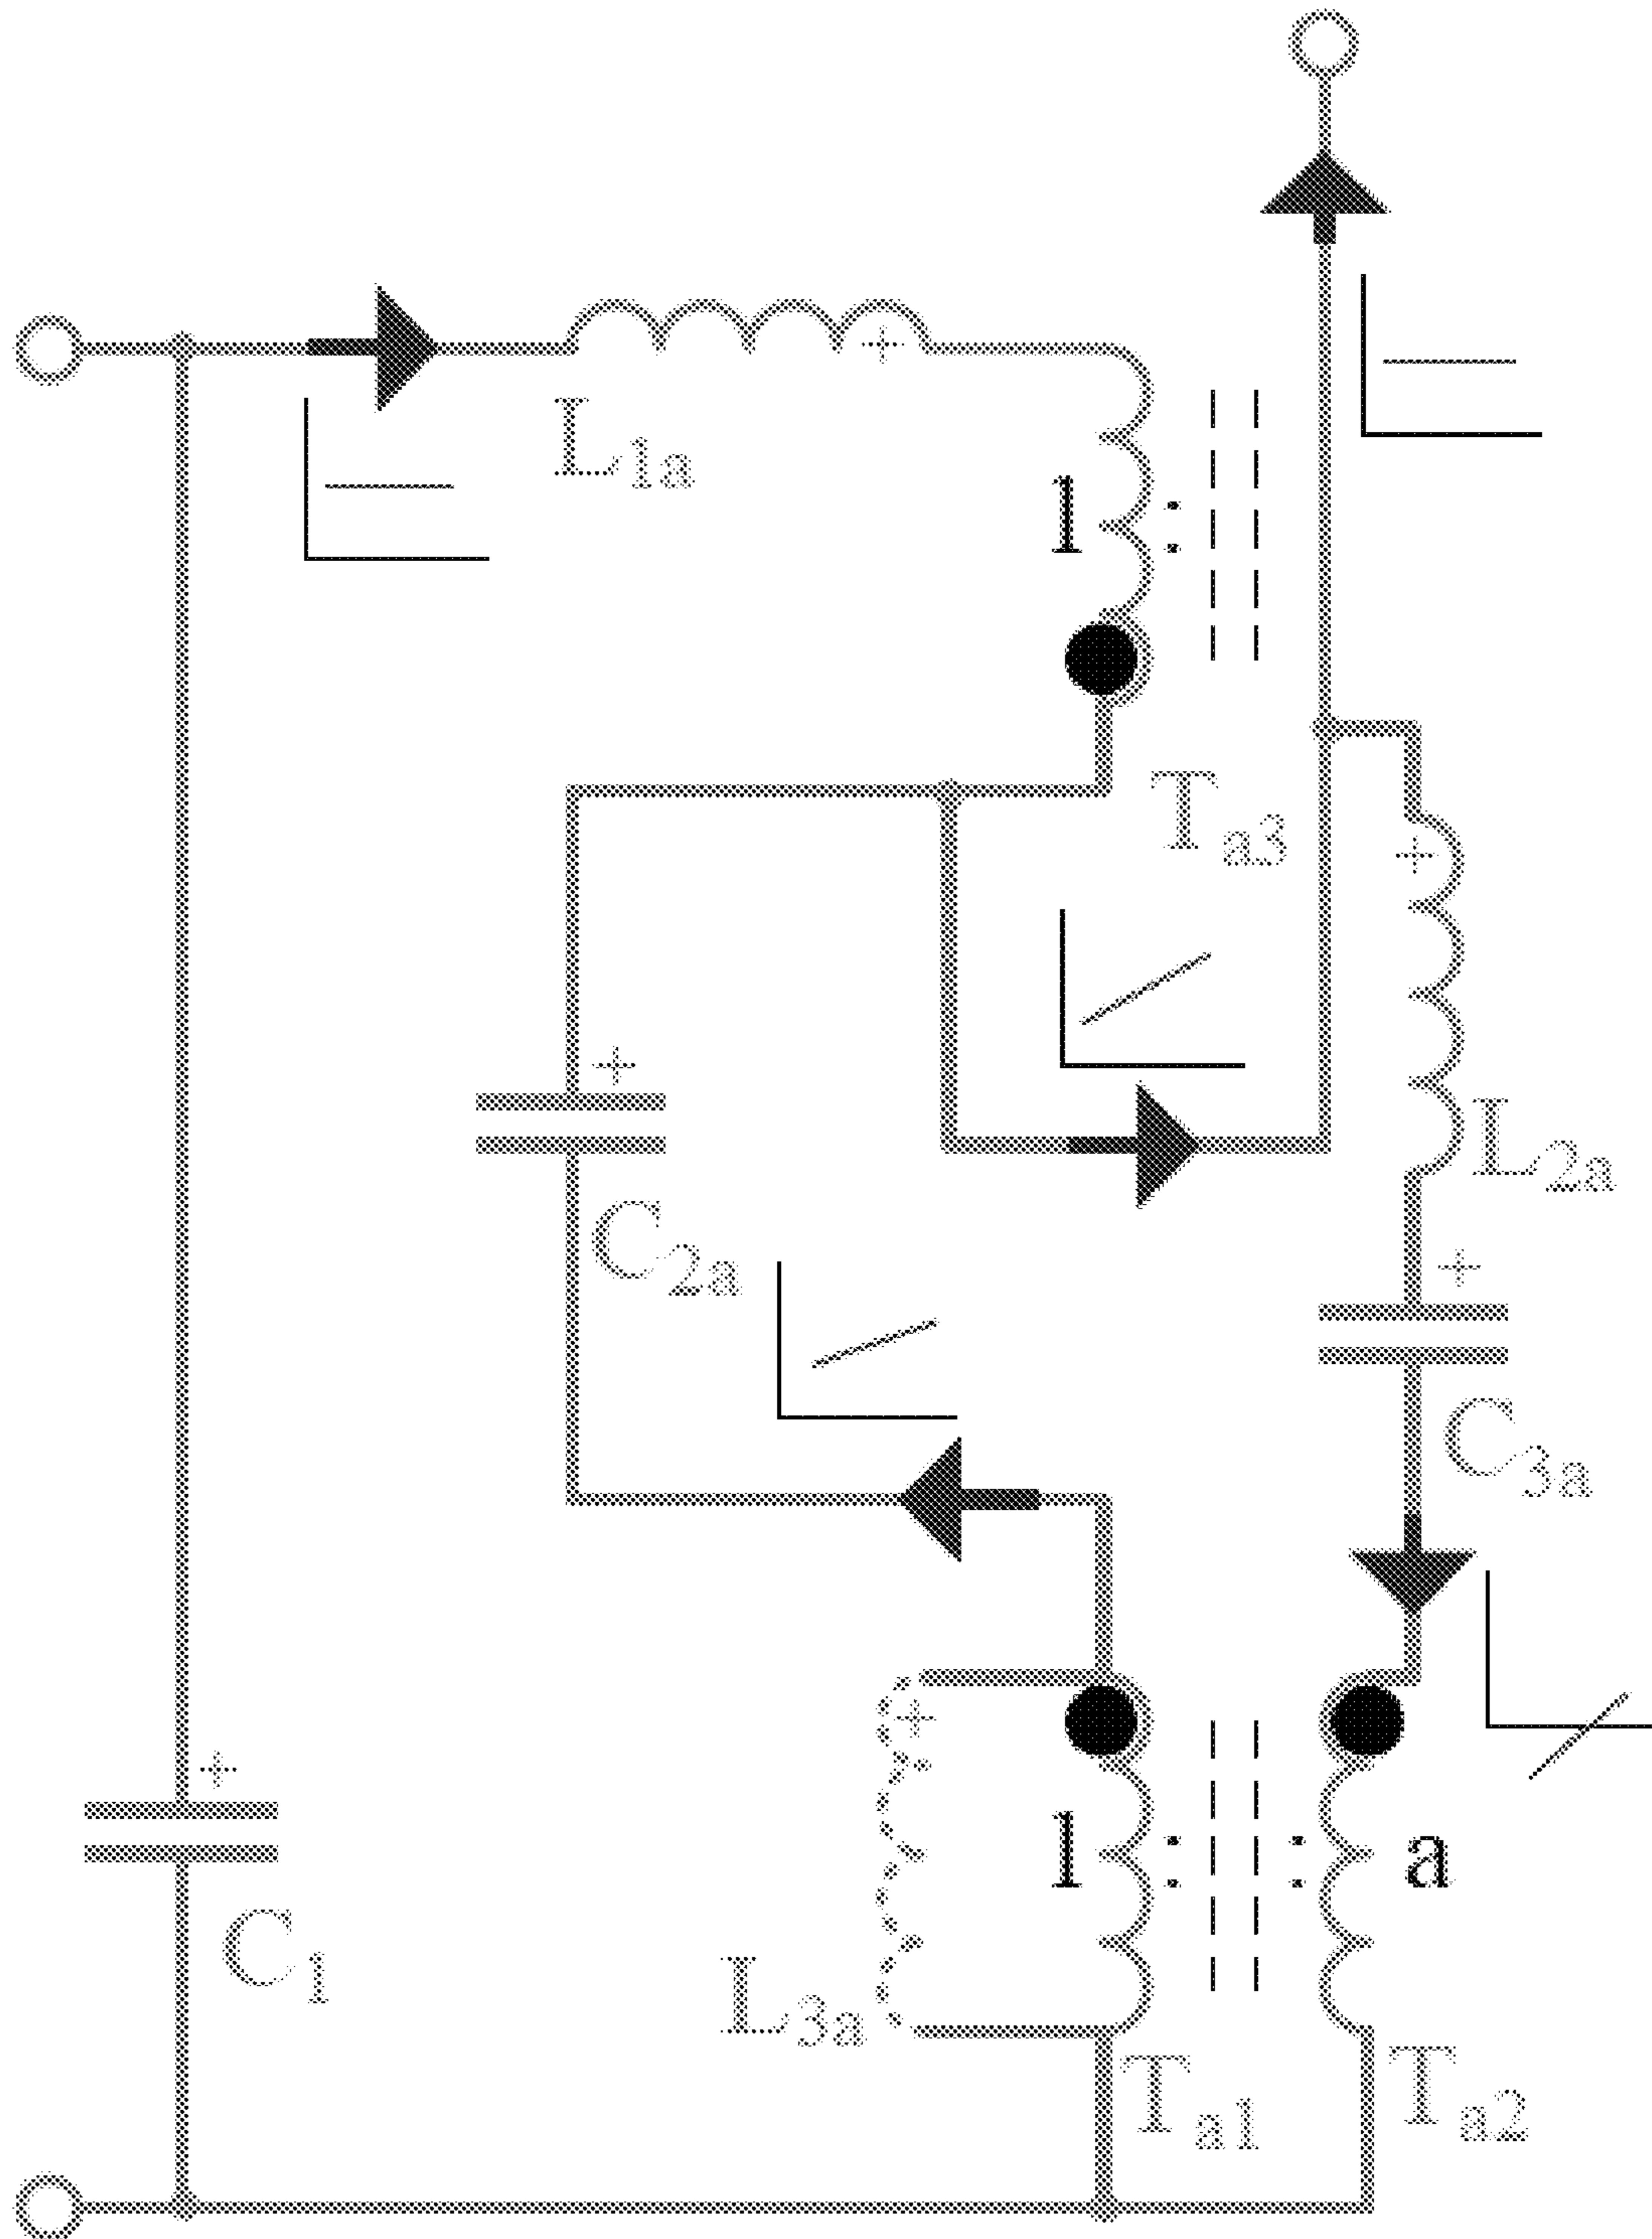 +
L1a
1 :
Ta3
+
+
L2a
C2a
+
C3a
+
+
1 : : a
C1
L3a
Ta1
Ta2